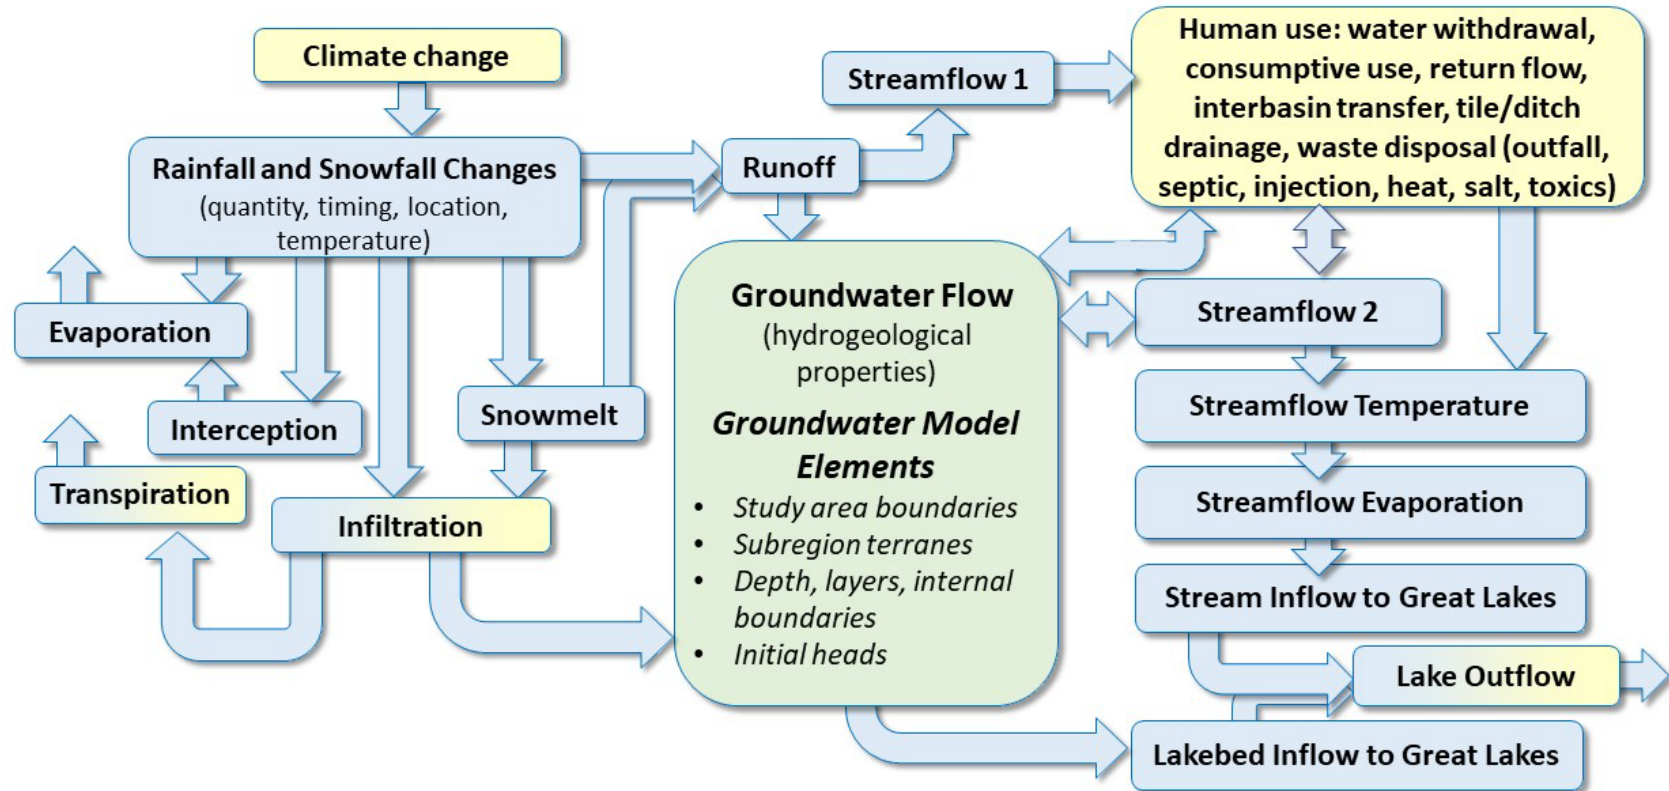 Climate change
Rainfall and Snowfall Changes
(quantity, timing, location,
temperature)
Evaporation
Interception
Transpiration
Snowmelt
Infiltration
Runoff
Streamflow 1
Groundwater Flow
(hydrogeological
properties)
Groundwater Model
Elements
• Study area boundaries
• Subregion terranes
• Depth, layers, internal
boundaries
• Initial heads
Human use: water withdrawal,
consumptive use, return flow,
interbasin transfer, tile/ditch
drainage, waste disposal (outfall,
septic, injection, heat, salt, toxics)
Streamflow 2
Streamflow Temperature
Streamflow Evaporation
Stream Inflow to Great Lakes
Lake Outflow
Lakebed Inflow to Great Lakes